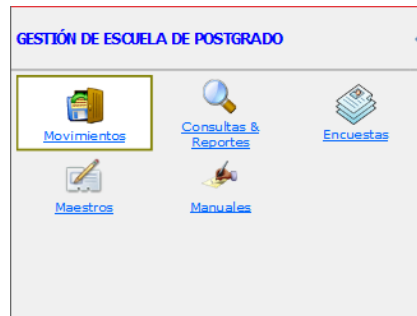 GESTIÓN DE ESCUELA DE POSTGRADO
Movimientos
Consultas &
Reportes
Encuestas
Maestros
Manuales